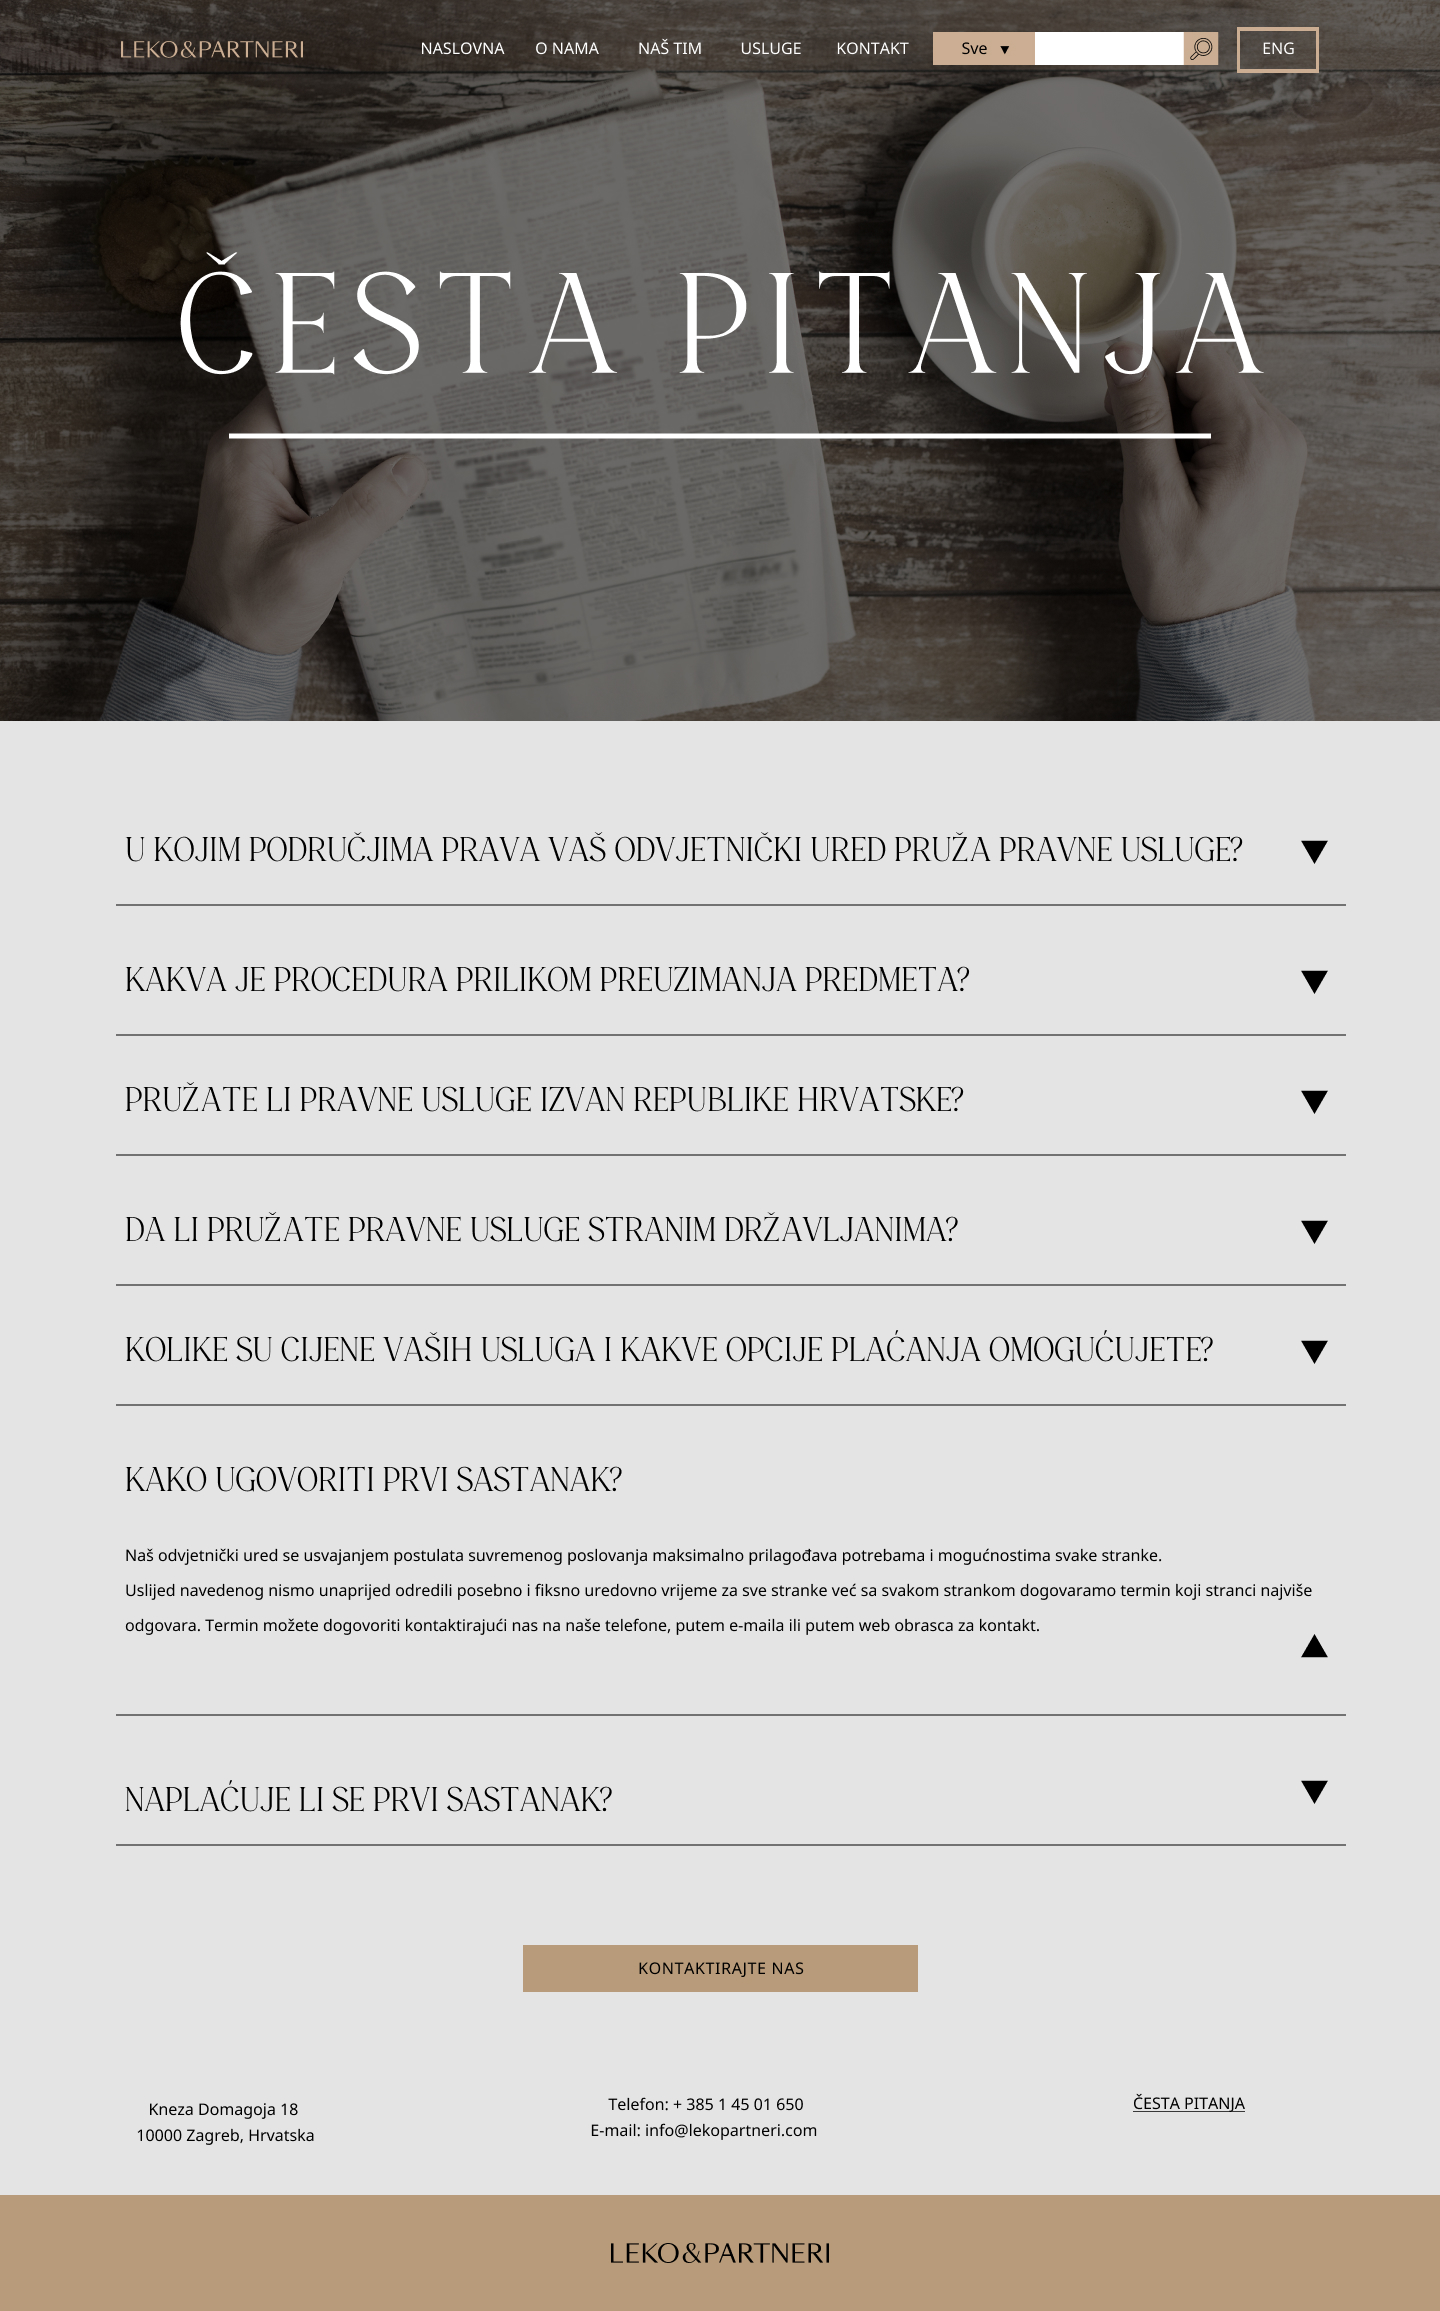 LEKO&PARTNERI NASLOVNA O NAMA NAŠ TIM USLUGE KONTAKT Sve ▼ ENG
ČESTA PITANJA
U KOJIM PODRUČJIMA PRAVA VAŠ ODVJETNIČKI URED PRUŽA PRAVNE USLUGE?
KAKVA JE PROCEDURA PRILIKOM PREUZIMANJA PREDMETA?
PRUŽATE LI PRAVNE USLUGE IZVAN REPUBLIKE HRVATSKE?
DA LI PRUŽATE PRAVNE USLUGE STRANIM DRŽAVLJANIMA?
KOLIKE SU CIJENE VAŠIH USLUGA I KAKVE OPCIJE PLAĆANJA OMOGUĆUJETE?
KAKO UGOVORITI PRVI SASTANAK?
Naš odvjetnički ured se usvajanjem postulata suvremenog poslovanja maksimalno prilagođava potrebama i mogućnostima svake stranke.
Uslijed navedenog nismo unaprijed odredili posebno i fiksno uredovno vrijeme za sve stranke već sa svakom strankom dogovaramo termin koji stranci najviše
odgovara. Termin možete dogovoriti kontaktirajući nas na naše telefone, putem e-maila ili putem web obrasca za kontakt.
NAPLAĆUJE LI SE PRVI SASTANAK?
KONTAKTIRAJTE NAS
Kneza Domagoja 18
10000 Zagreb, Hrvatska
Telefon: + 385 1 45 01 650
E-mail: info@lekopartneri.com
ČESTA PITANJA
LEKO&PARTNERI